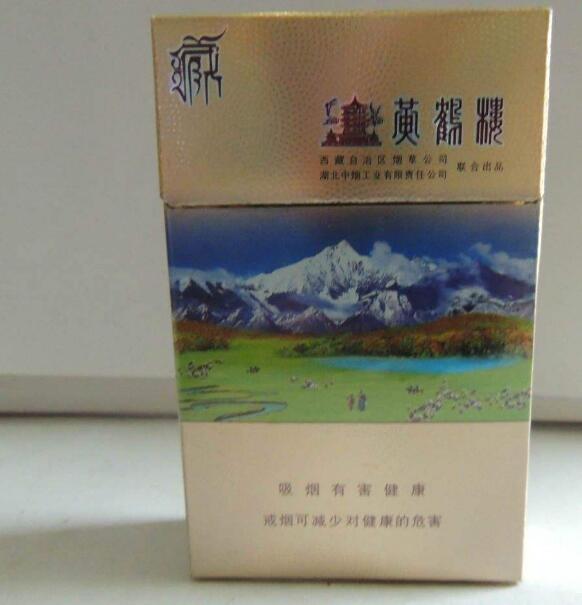 藏
黄鹤楼
西藏自治区烟草公司
湖北中烟工业有限责任公司
联合出品
吸烟有害健康
戒烟可减少对健康的危害